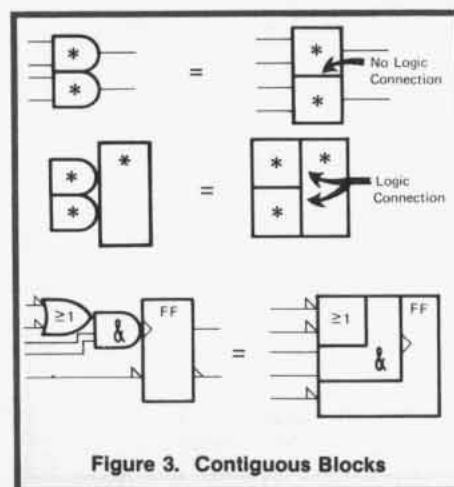 *
*
=
*
*
No Logic
Connection
*
*
*
=
*
*
*
Logic
Connection
≥1
&
FF
=
≥1
&
FF
Figure 3. Contiguous Blocks